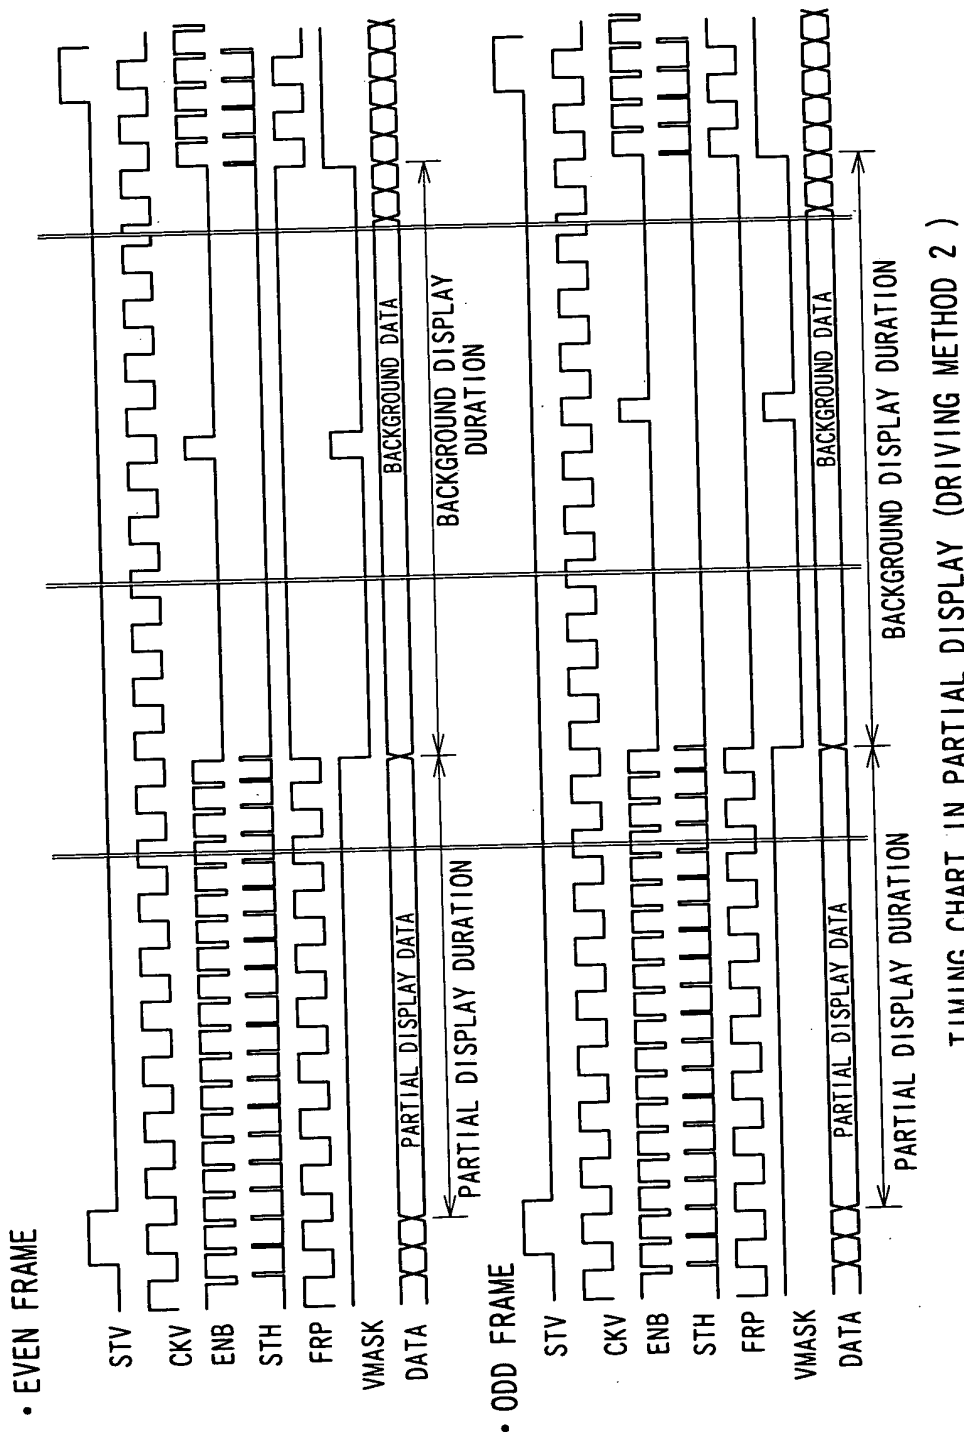 • EVEN FRAME
STV
CKV
ENB
STH
FRP
VMASK
DATA
PARTIAL DISPLAY DATA
BACKGROUND DATA
PARTIAL DISPLAY DURATION
BACKGROUND DISPLAY
DURATION
• ODD FRAME
STV
CKV
ENB
STH
FRP
VMASK
DATA
PARTIAL DISPLAY DATA
BACKGROUND DATA
PARTIAL DISPLAY DURATION
BACKGROUND DISPLAY DURATION
TIMING CHART IN PARTIAL DISPLAY (DRIVING METHOD 2 )